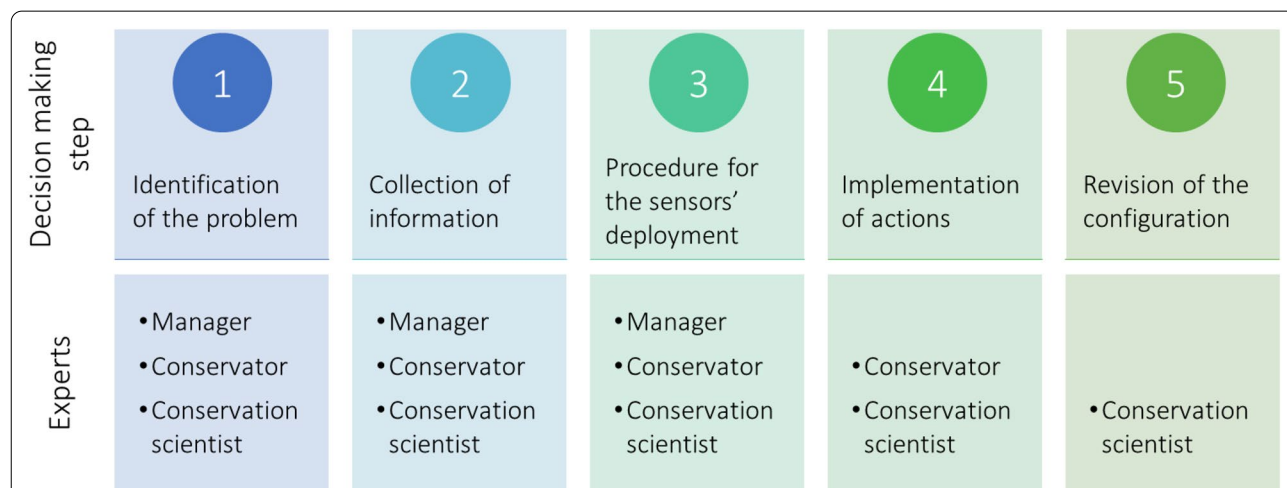 Decision making
step
1
Identification
of the problem
2
Collection of
information
3
Procedure for
the sensors’
deployment
4
Implementation
of actions
5
Revision of the
configuration
Experts
• Manager
• Conservator
• Conservation
scientist
• Manager
• Conservator
• Conservation
scientist
• Manager
• Conservator
• Conservation
scientist
• Conservator
• Conservation
scientist
• Conservation
scientist